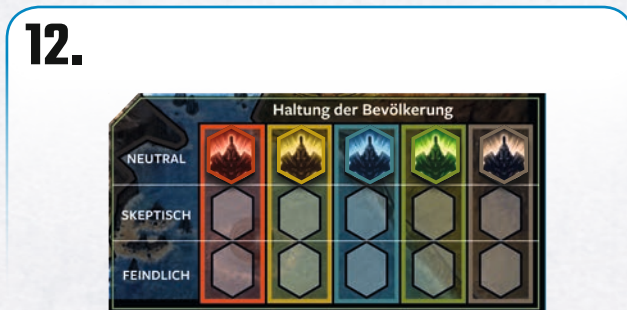 12.
Haltung der Bevölkerung
NEUTRAL
SKEPTISCH
FEINDLICH